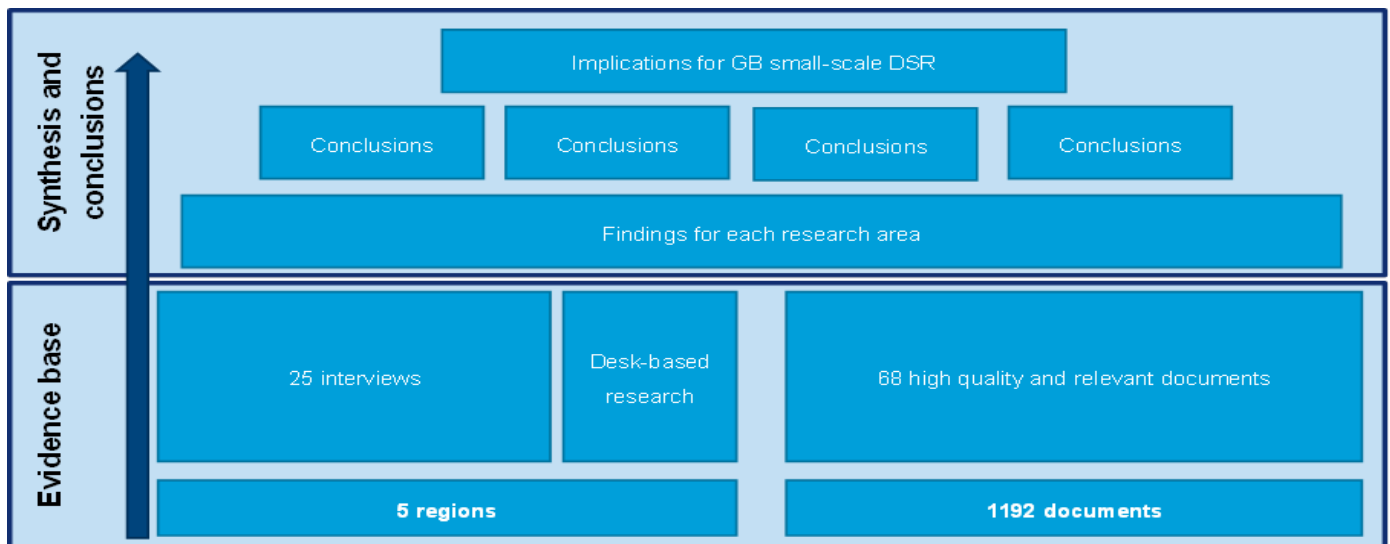 Synthesis and
conclusions
Implications for GB small-scale DSR
Conclusions
Conclusions
Conclusions
Conclusions
Findings for each research area
Evidence base
25 interviews
Desk-based
research
68 high quality and relevant documents
5 regions
1192 documents